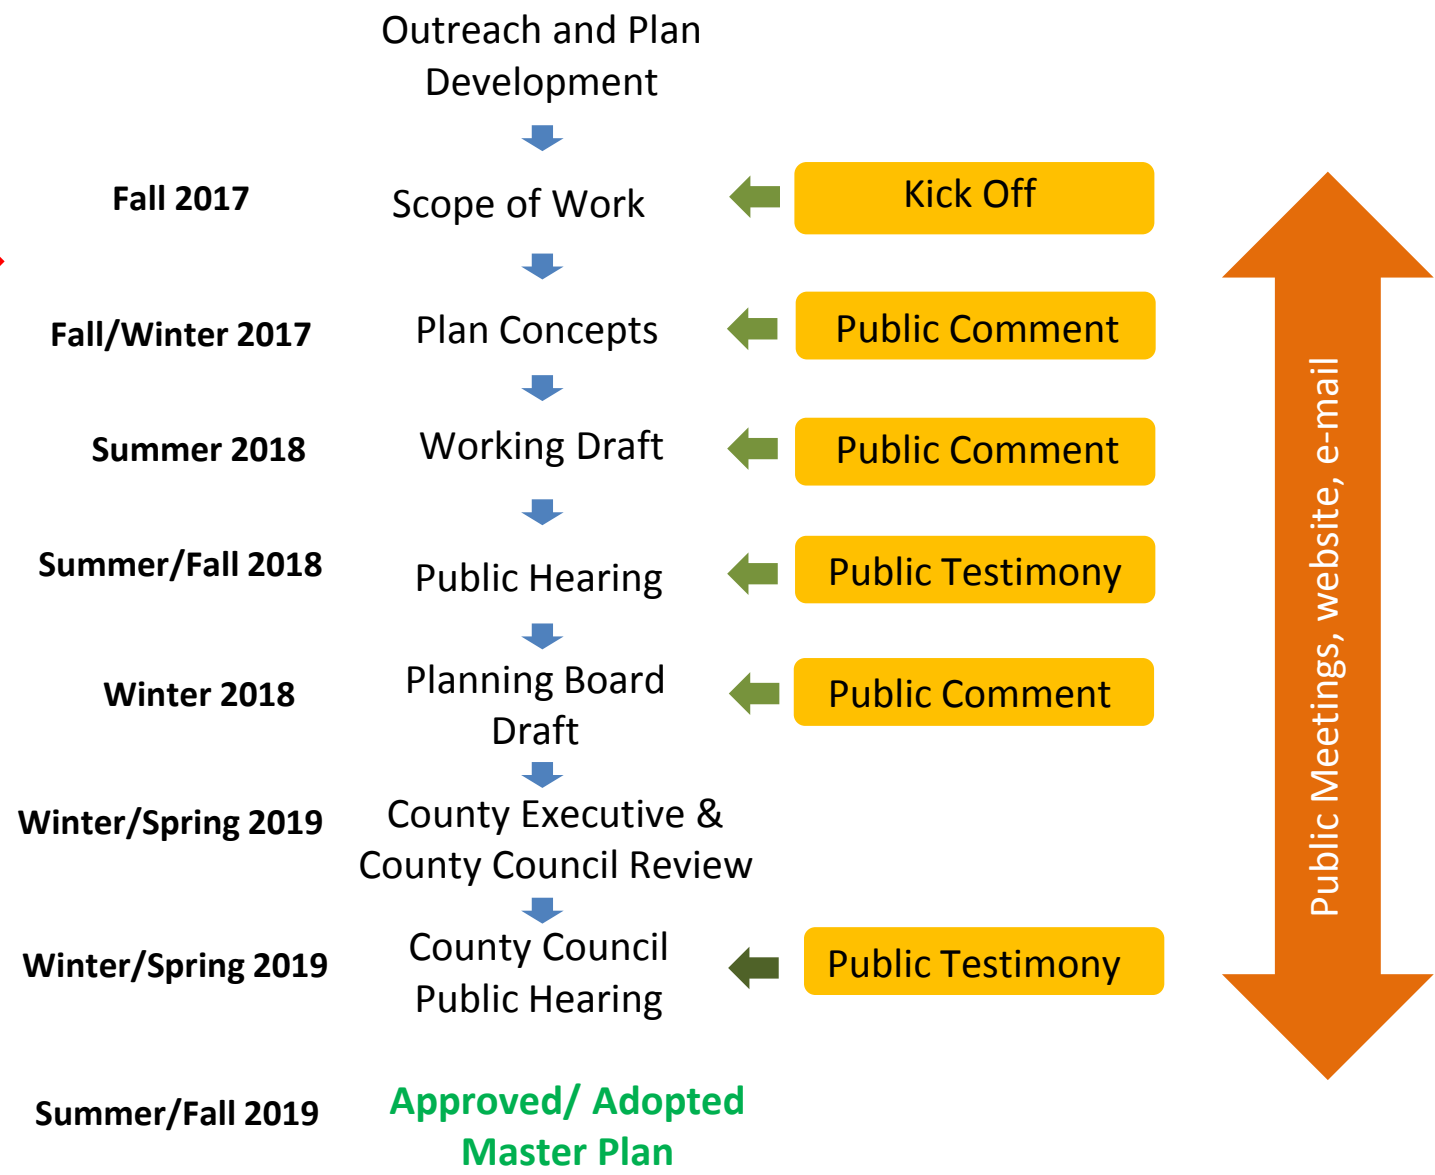 Outreach and Plan
Development
Fall 2017
Scope of Work
Kick Off
Fall/Winter 2017
Plan Concepts
Public Comment
Summer 2018
Working Draft
Public Comment
Summer/Fall 2018
Public Hearing
Public Testimony
Winter 2018
Planning Board
Draft
Public Comment
Winter/Spring 2019
County Executive &
County Council Review
Winter/Spring 2019
County Council
Public Hearing
Public Testimony
Summer/Fall 2019
Approved/ Adopted
Master Plan
Public Meetings, website, e-mail